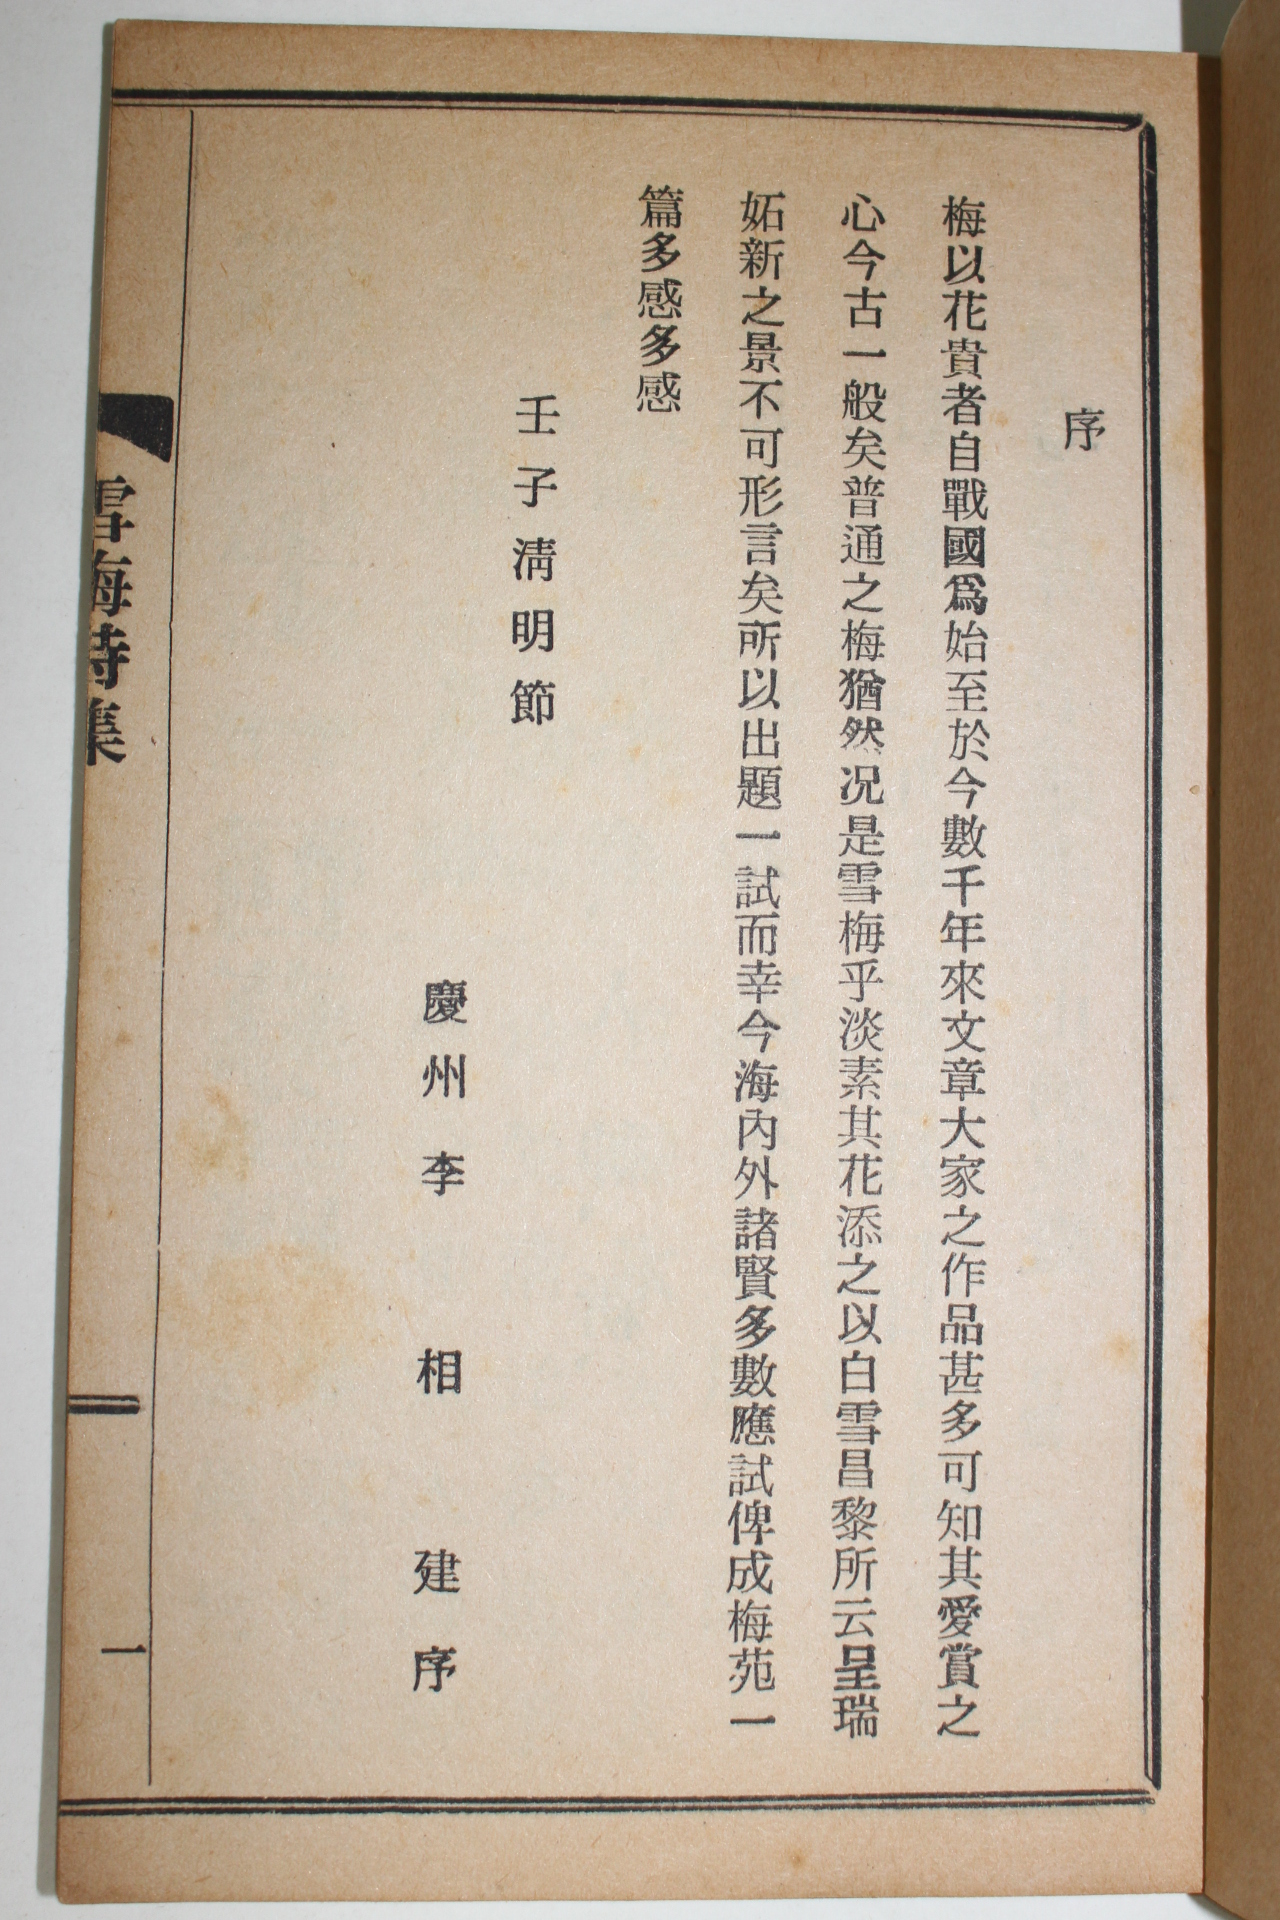 序
梅以花貴者自戰國爲始至於今數千年來文章大家之作品甚多可知其愛賞之
心今古一般矣普通之梅猶然况是雪梅乎淡素其花添之以白雪昌黎所云呈瑞
妬新之景不可形言矣所以出題一試而幸今海內外諸賢多數應試俾成梅苑一
篇多感多感
壬子淸明節
慶州李相建序
雪梅詩集
一